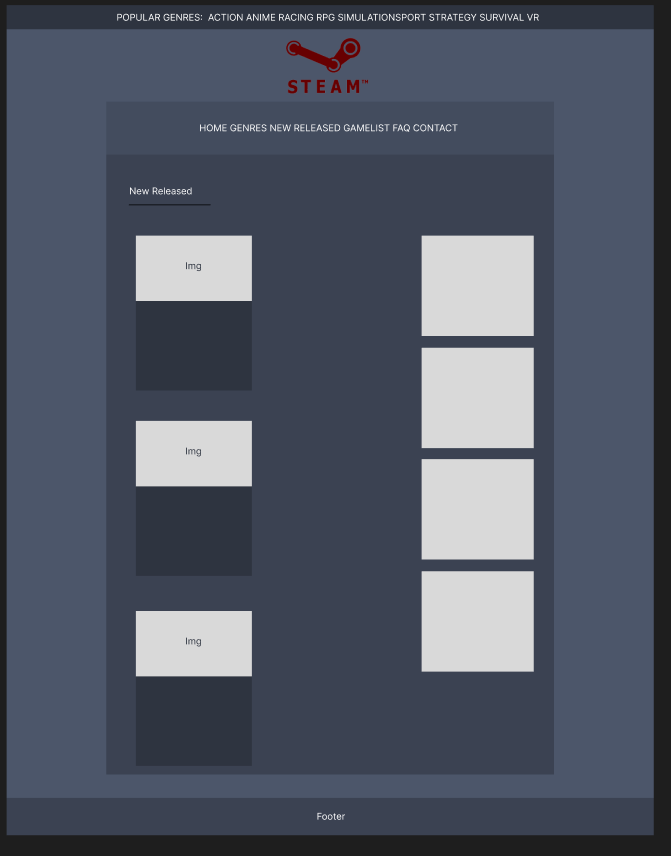 POPULAR GENRES: ACTION ANIME RACING RPG SIMULATIONSPORT STRATEGY SURVIVAL VR
STEAM™
HOME GENRES NEW RELEASED GAMELIST FAQ CONTACT
New Released
Img
Img
Img
Footer